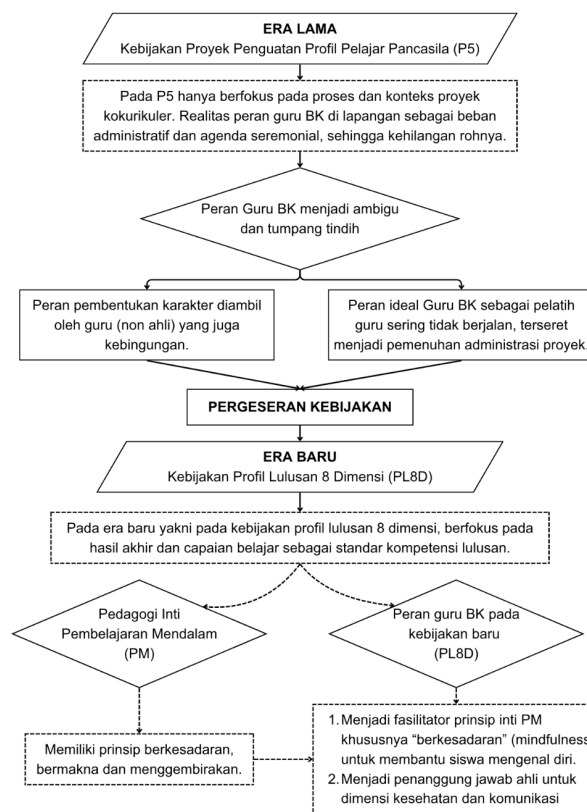 ERA LAMA
Kebijakan Proyek Penguatan Profil Pelajar Pancasila (P5)
Pada P5 hanya berfokus pada proses dan konteks proyek
kokurikuler. Realitas peran guru BK di lapangan sebagai beban
administratif dan agenda seremonial, sehingga kehilangan rohnya.
Peran Guru BK menjadi ambigu
dan tumpang tindih
Peran pembentukan karakter diambil
oleh guru (non ahli) yang juga
kebingungan.
Peran ideal Guru BK sebagai pelatih
guru sering tidak berjalan, terseret
menjadi pemenuhan administrasi proyek.
PERGESERAN KEBIJAKAN
ERA BARU
Kebijakan Profil Lulusan 8 Dimensi (PL8D)
Pada era baru yakni pada kebijakan profil lulusan 8 dimensi, berfokus pada
hasil akhir dan capaian belajar sebagai standar kompetensi lulusan.
Pedagogi Inti
Pembelajaran Mendalam
(PM)
Peran guru BK pada
kebijakan baru
(PL8D)
Memiliki prinsip berkesadaran,
bermakna dan menggembirakan.
1. Menjadi fasilitator prinsip inti PM
khususnya “berkesadaran” (mindfulness
untuk membantu siswa mengenal diri.
2. Menjadi penanggung jawab ahli untuk
dimensi kesehatan dan komunikasi